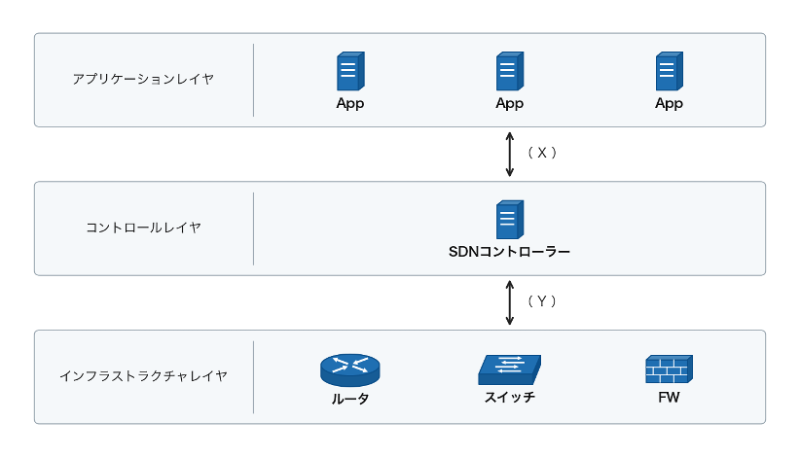 アプリケーションレイヤ
App
App
App
( X )
コントロールレイヤ
SDNコントローラー
( Y )
インフラストラクチャレイヤ
ルータ
スイッチ
FW